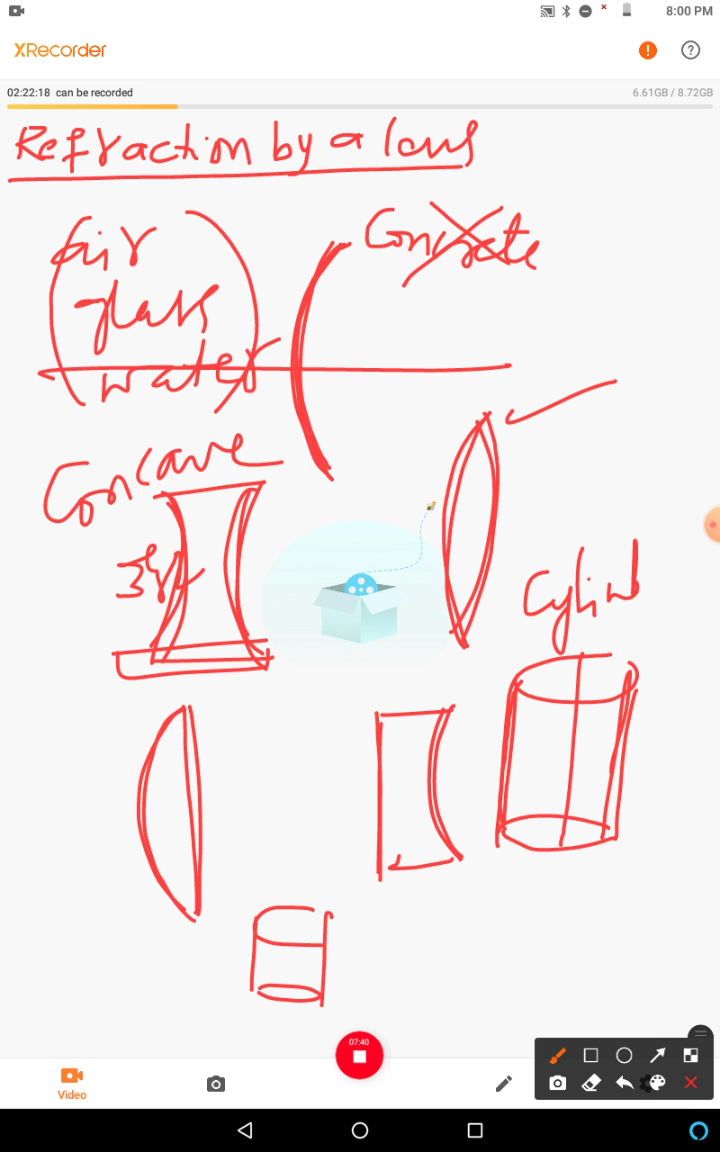 8:00 PM
XRecorder
02:22:18 can be recorded
6.61GB / 8.72GB
Refraction by a lens
air
glass
water
Concrete
Concave
Cylind
07:40
Video